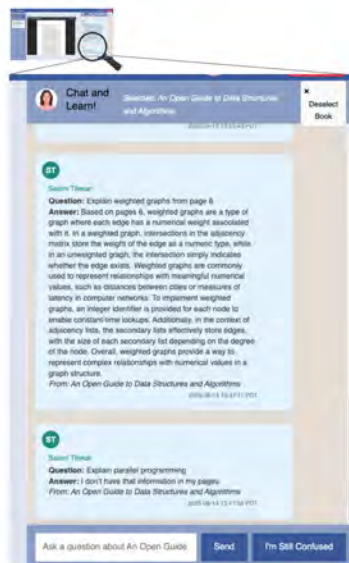 Chat and
Learn!
Selected: An Open Guide to Data Structures
and Algorithms
×
Deselect
Book
ST
Question: Explain weighted graphs from page 6
Answer: Based on pages 6, weighted graphs are a type of
graph where each edge has a numerical weight associated
with it. In a weighted graph, intersections in the adjacency
matrix store the weight of the edge as a numeric type, while
in an unweighted graph, the intersection simply indicates
whether the edge exists. Weighted graphs are commonly
used to represent relationships with meaningful numerical
values, such as distances between cities or measures of
latency in computer networks. To implement weighted
graphs, an integer identifier is provided for each node to
enable constant-time lookups. Additionally, in the context of
adjacency lists, the secondary lists effectively store edges,
with the size of each secondary list depending on the degree
of the node. Overall, weighted graphs provide a way to
represent complex relationships with numerical values in a
graph structure.
From: An Open Guide to Data Structures and Algorithms
ST
Question: Explain parallel programming
Answer: I don't have that information in my pages.
From: An Open Guide to Data Structures and Algorithms
Ask a question about An Open Guide
Send
I'm Still Confused